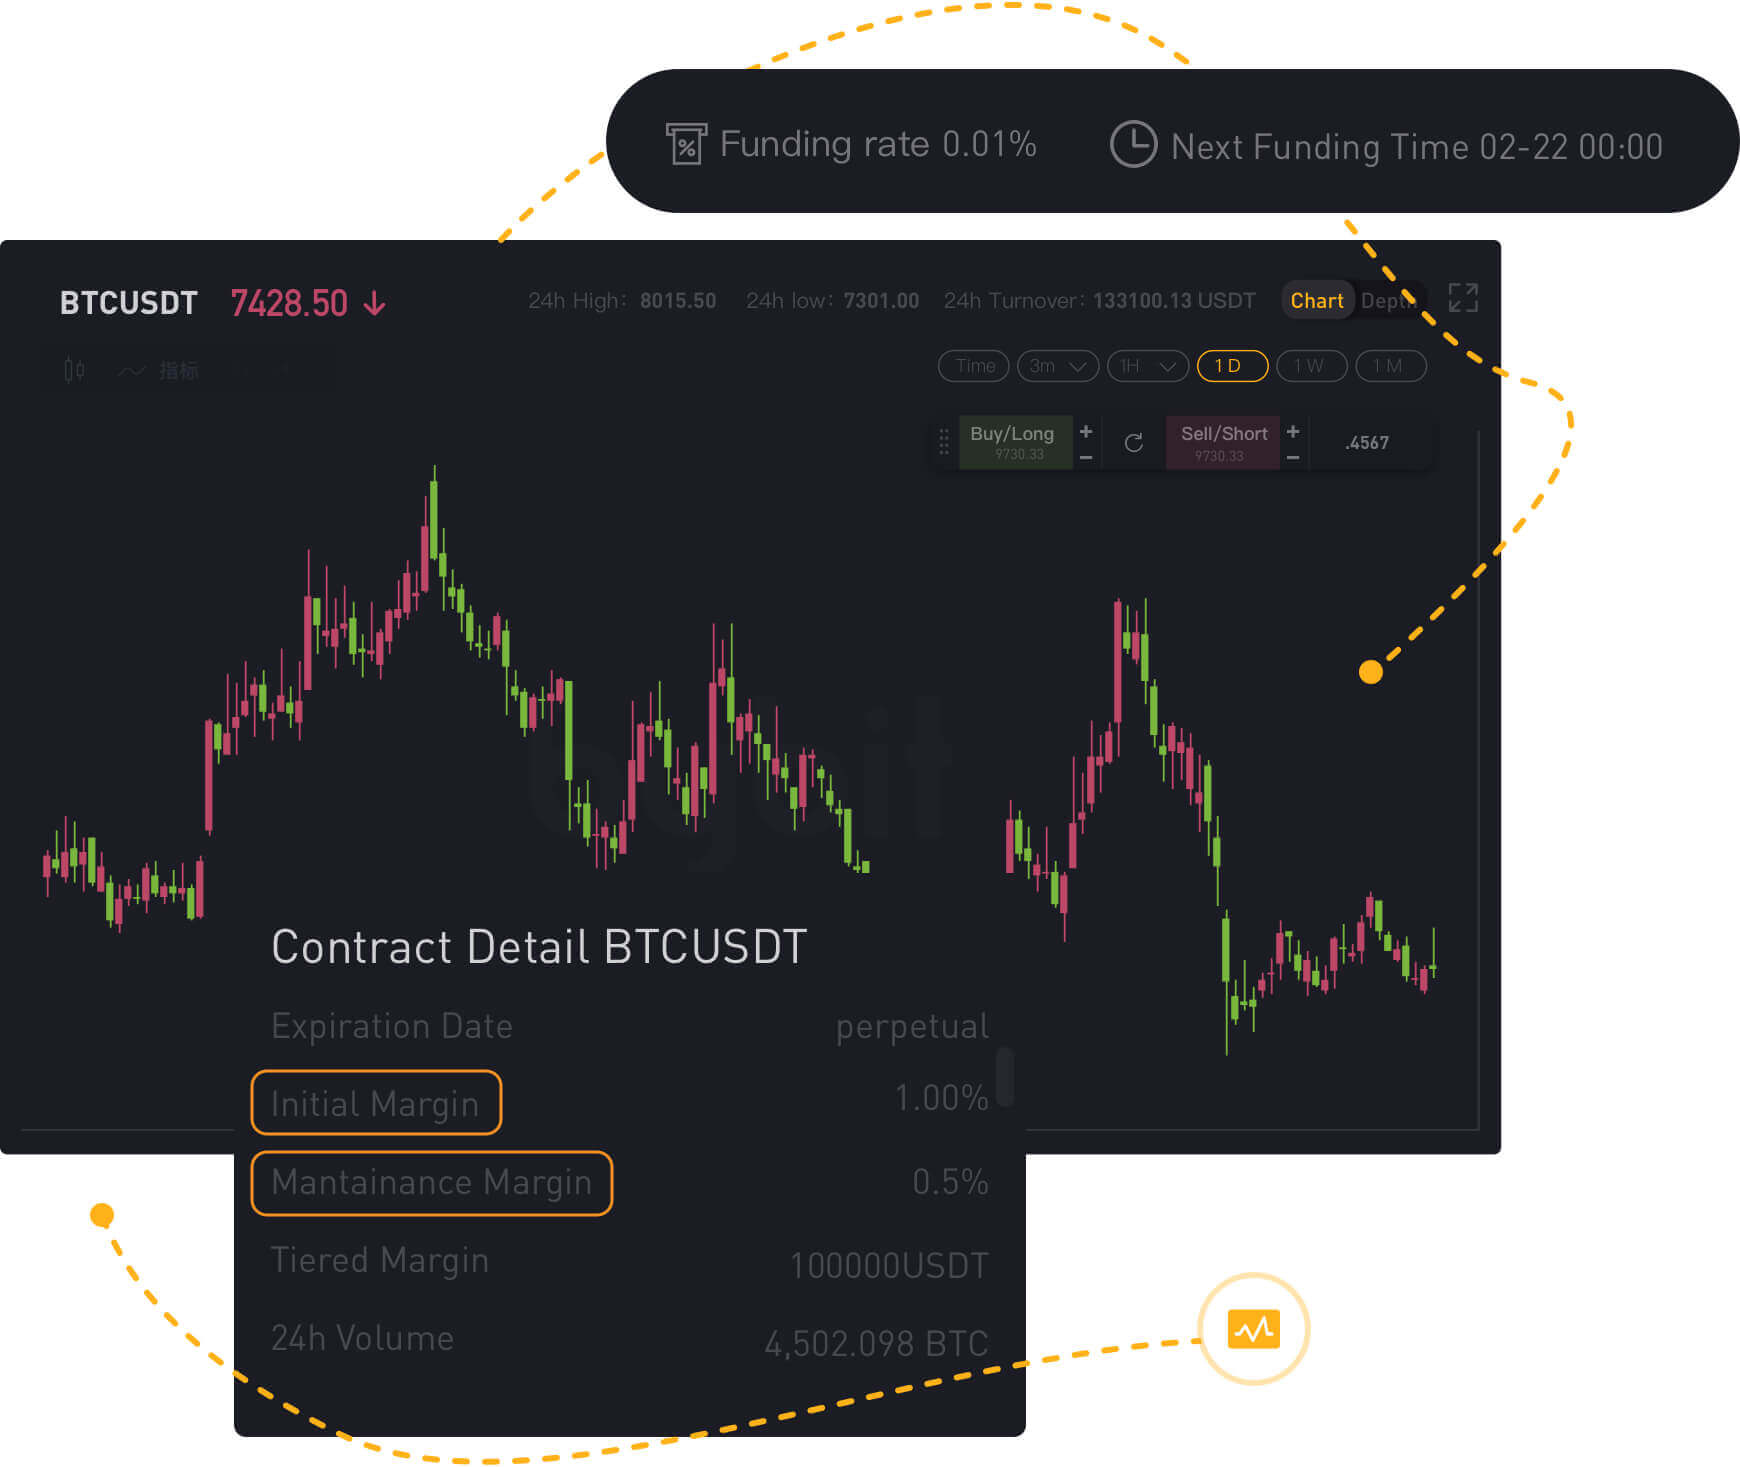 Funding rate 0.01%
Next Funding Time 02-22 00:00
BTCUSDT 7428.50
24h High: 8015.50
24h low: 7301.00
24h Turnover: 133100.13 USDT
Chart
Depth
指标
Time
3m
1H
1 D
1 W
1 M
Buy/Long
9730.33
Sell/Short
9730.33
.4567
Contract Detail BTCUSDT
Expiration Date perpetual
Initial Margin 1.00%
Mantainance Margin 0.5%
Tiered Margin 100000USDT
24h Volume 4,502.098 BTC